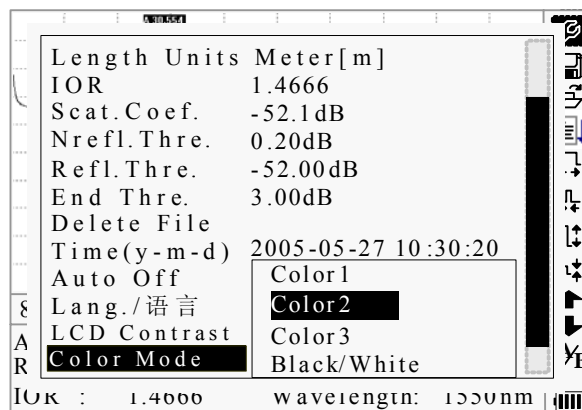 A 30.554
Length Units Meter[m]
IOR 1.4666
Scat.Coef. -52.1dB
Nrefl.Thre. 0.20dB
Refl.Thre. -52.00dB
End Thre. 3.00dB
Delete File
Time(y-m-d) 2005-05-27 10:30:20
Auto Off
Lang./语言
LCD Contrast
Color Mode
Color1
Color2
Color3
Black/White
A
R
IOR : 1.4666 Wavelength: 1550nm